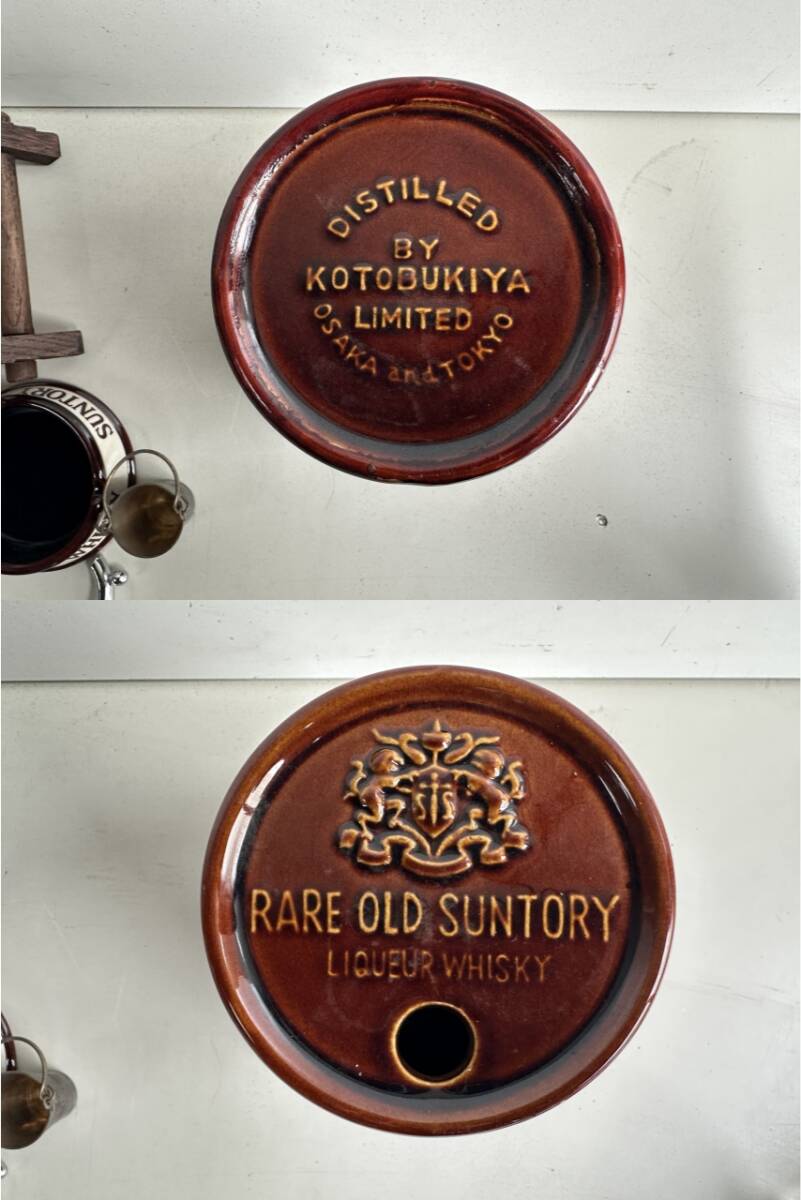 DISTILLED
BY
KOTOBUKIYA
LIMITED
OSAKA and TOKYO
SUNTORY
RARE OLD SUNTORY
LIQUEUR WHISKY